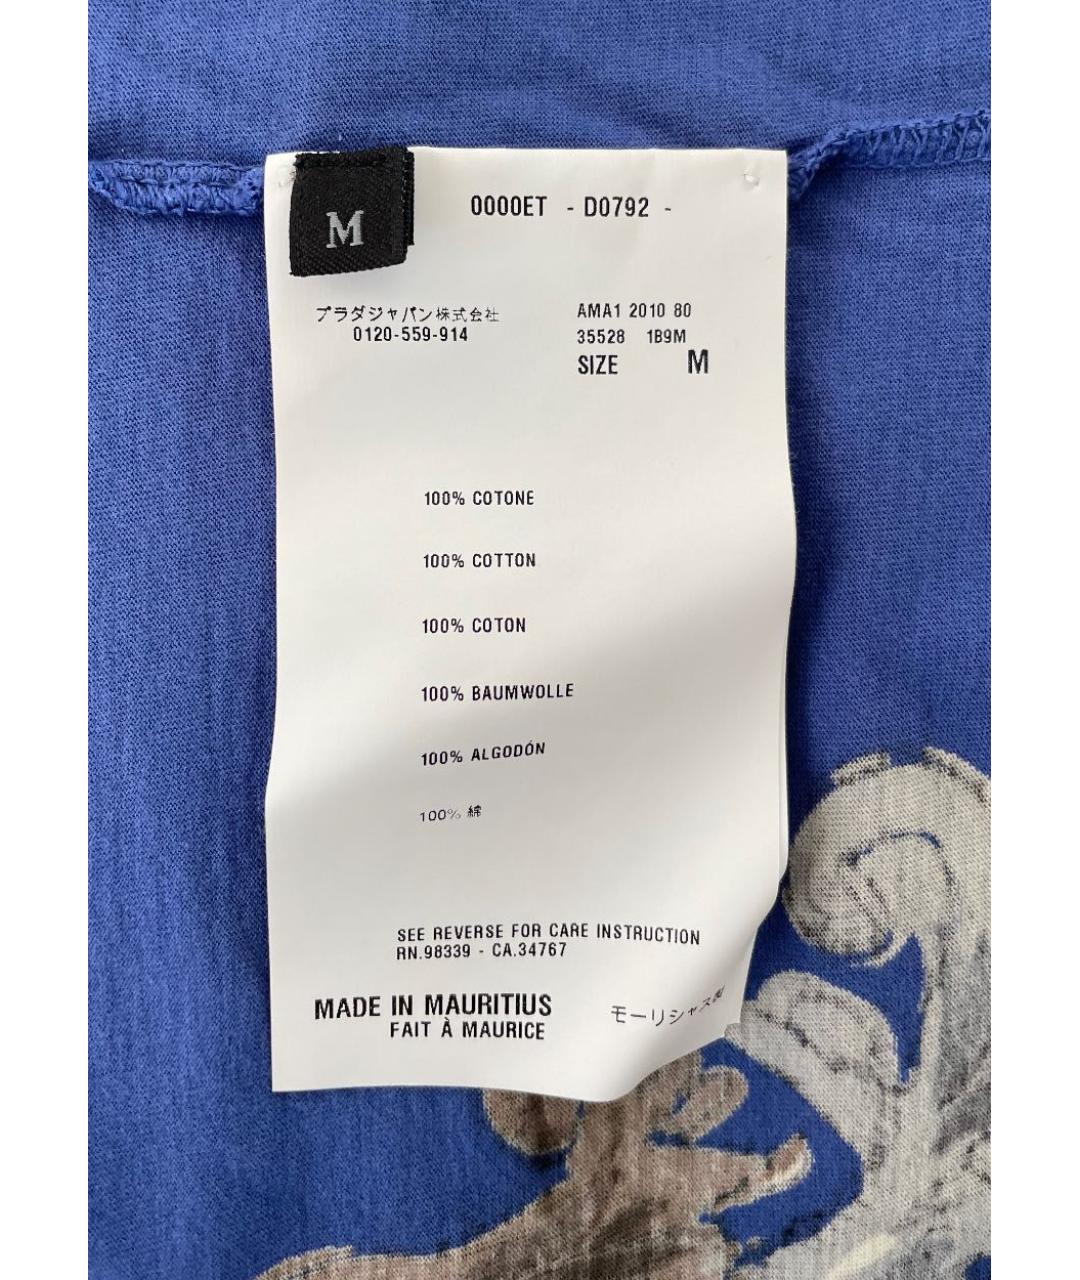 M
0000ET - D0792 -
プラダジャパン株式会社
0120-559-914
AMA1 2010 80
35528 1B9M
SIZE M
100% COTONE
100% COTTON
100% COTON
100% BAUMWOLLE
100% ALGODÓN
100% 綿
SEE REVERSE FOR CARE INSTRUCTION
RN.98339 - CA.34767
MADE IN MAURITIUS
FAIT À MAURICE
モーリシャス製